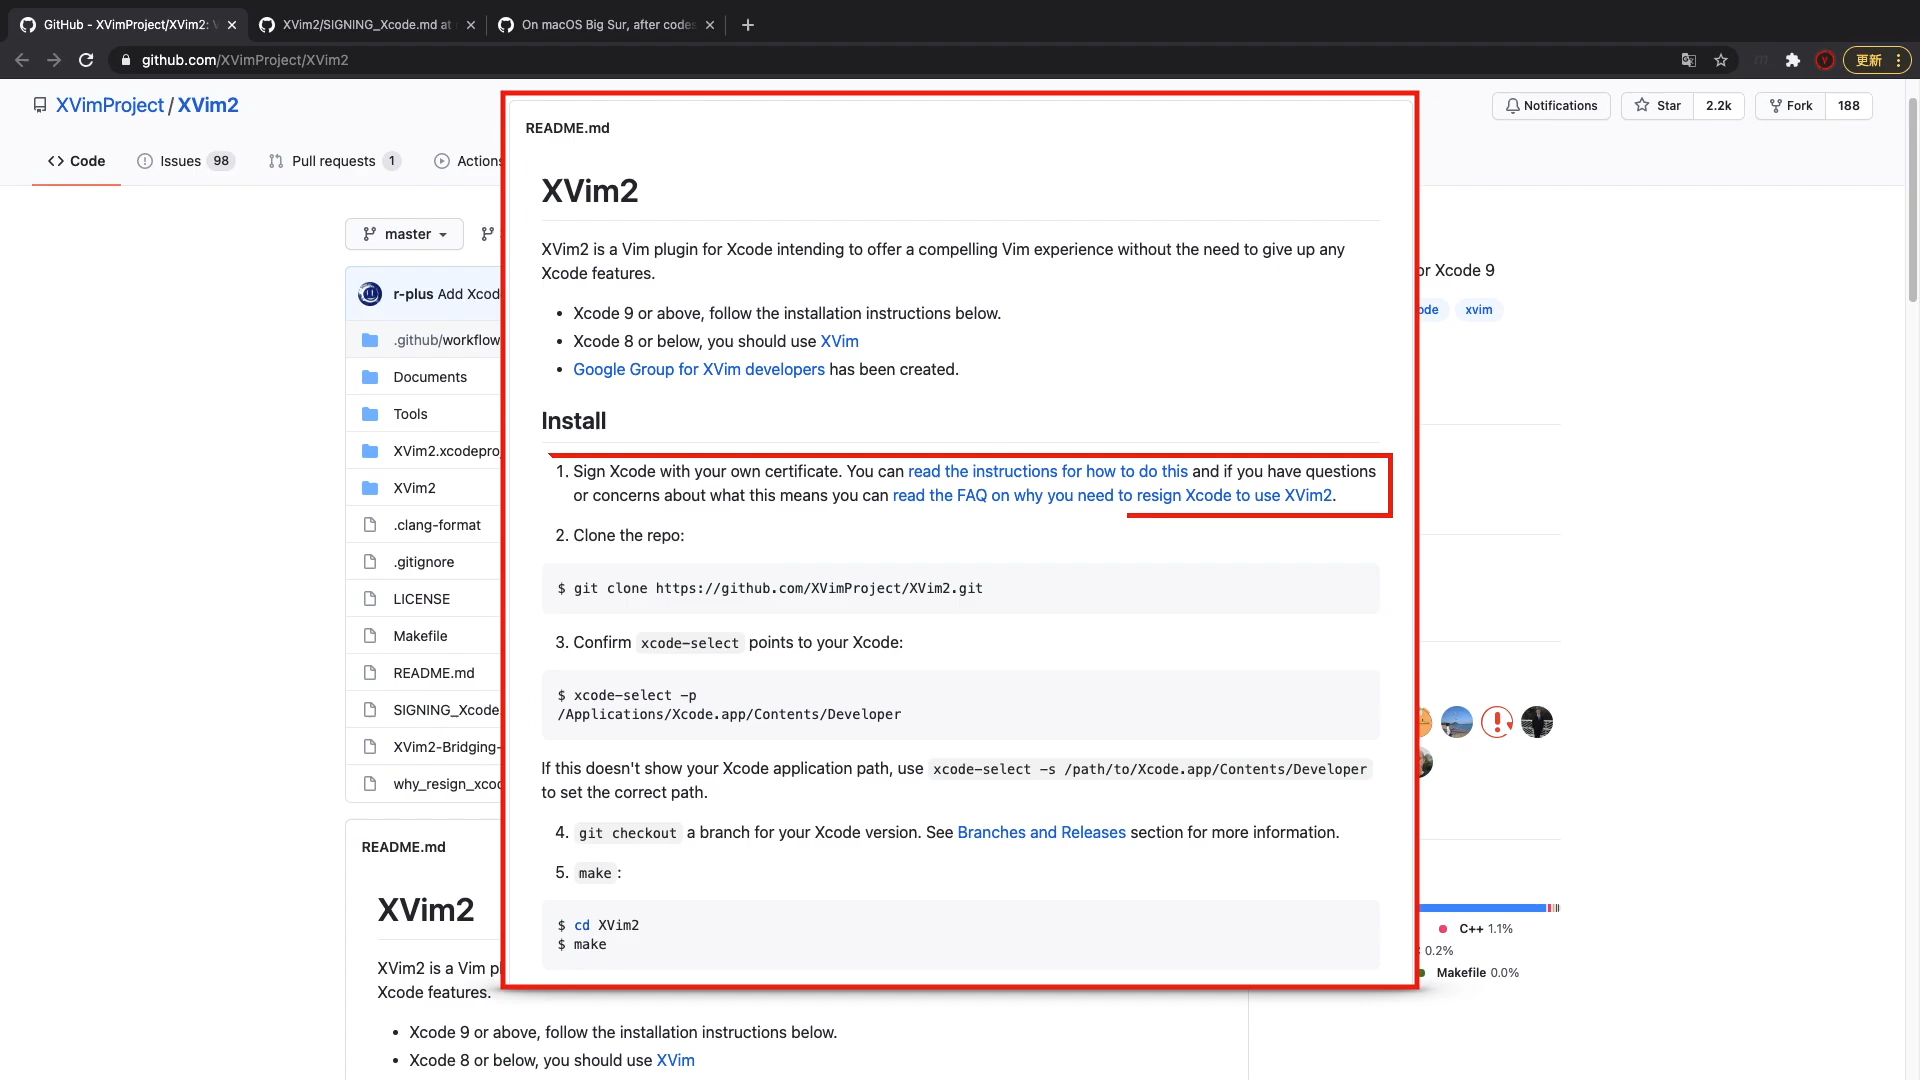 GitHub - XVimProject/XVim2:
XVim2/SIGNING_Xcode.md at
On macOS Big Sur, after codes
github.com/XVimProject/XVim2
更新
XVimProject / XVim2
Notifications
Star 2.2k
Fork 188
Code
Issues 98
Pull requests 1
Actions
master
r-plus Add Xcod
.github/workflow
Documents
Tools
XVim2.xcodeproj
XVim2
.clang-format
.gitignore
LICENSE
Makefile
README.md
SIGNING_Xcode
XVim2-Bridging-
why_resign_xcod
README.md
XVim2
XVim2 is a Vim pl
Xcode features.
• Xcode 9 or above, follow the installation instructions below.
• Xcode 8 or below, you should use XVim
README.md
XVim2
XVim2 is a Vim plugin for Xcode intending to offer a compelling Vim experience without the need to give up any
Xcode features.
• Xcode 9 or above, follow the installation instructions below.
• Xcode 8 or below, you should use XVim
• Google Group for XVim developers has been created.
Install
1. Sign Xcode with your own certificate. You can read the instructions for how to do this and if you have questions
or concerns about what this means you can read the FAQ on why you need to resign Xcode to use XVim2.
2. Clone the repo:
$ git clone https://github.com/XVimProject/XVim2.git
3. Confirm xcode-select points to your Xcode:
$ xcode-select -p
/Applications/Xcode.app/Contents/Developer
If this doesn't show your Xcode application path, use xcode-select -s /path/to/Xcode.app/Contents/Developer
to set the correct path.
4. git checkout a branch for your Xcode version. See Branches and Releases section for more information.
5. make :
$ cd XVim2
$ make
or Xcode 9
ode
xvim
C++ 1.1%
0.2%
Makefile 0.0%